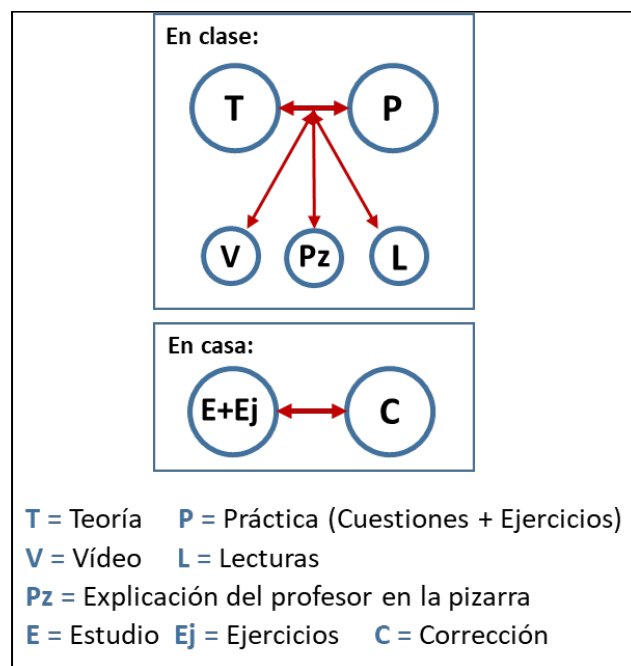 En clase:
T P
V Pz L
En casa:
E+Ej C
T = Teoría P = Práctica (Cuestiones + Ejercicios)
V = Vídeo L = Lecturas
Pz = Explicación del profesor en la pizarra
E = Estudio Ej = Ejercicios C = Corrección